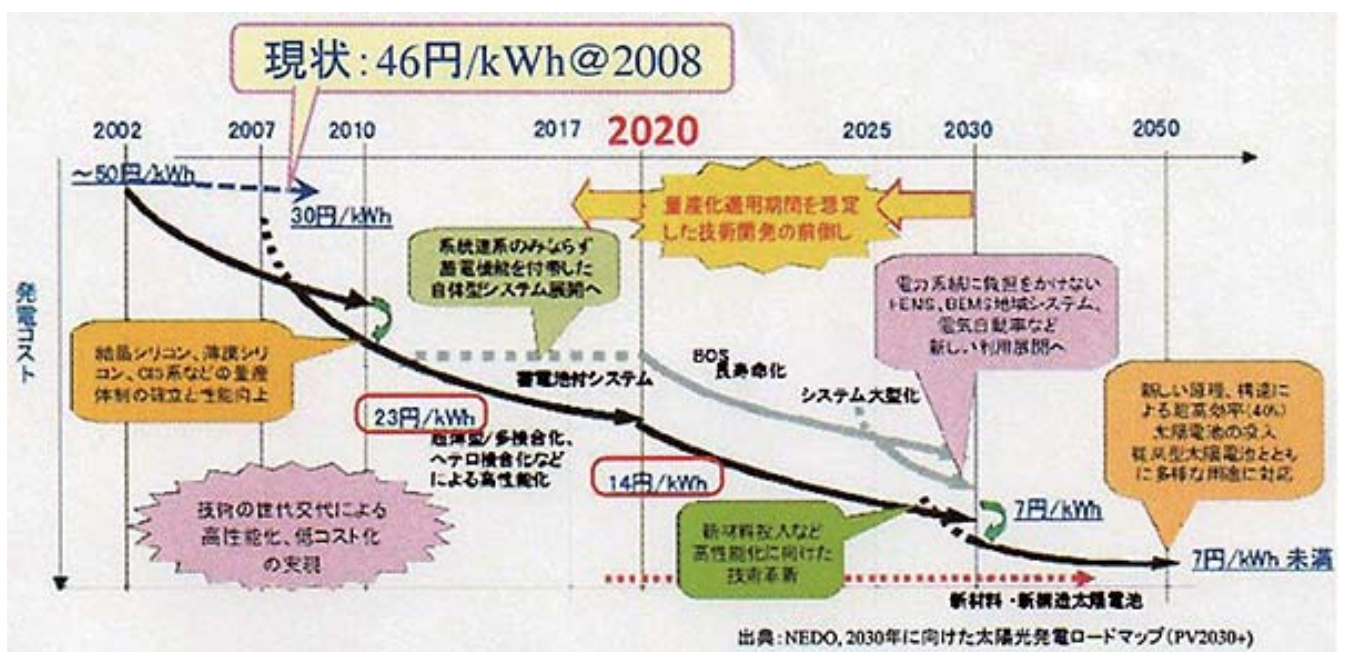 現状:46円/kWh@2008
2002
2007
2010
2017
2020
2025
2030
2050
～50円/kWh
30円/kWh
量産化適用期間を想定
した技術開発の前倒し
系統連系のみならず
蓄電機能を付帯した
自体型システム展開へ
電力系統に負担をかけない
HEMS、BEMS地域システム、
電気自動車など
新しい利用展開へ
発電コスト
結晶シリコン、薄膜シリ
コン、CIS系などの量産
体制の確立と性能向上
蓄電池付システム
BOS
長寿命化
システム大型化
新しい原理、構造に
よる超高効率(40%)
太陽電池の投入
従来型太陽電池ととも
に多様な用途に対応
23円/kWh
超薄型/多接合化、
ヘテロ接合化など
による高性能化
14円/kWh
技術の世代交代による
高性能化、低コスト化
の実現
新材料投入など
高性能化に向けた
技術革新
7円/kWh
7円/kWh 未満
新材料・新構造太陽電池
出典:NEDO, 2030年に向けた太陽光発電ロードマップ(PV2030+)